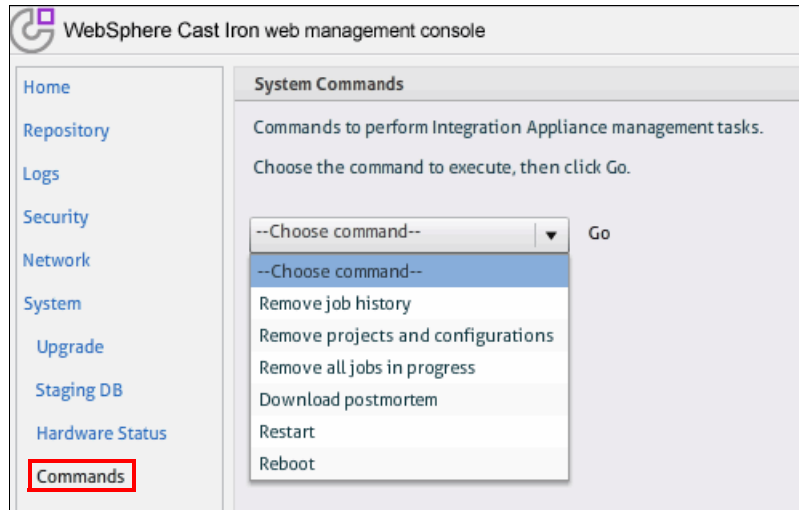 WebSphere Cast Iron web management console
Home
Repository
Logs
Security
Network
System
Upgrade
Staging DB
Hardware Status
Commands
System Commands
Commands to perform Integration Appliance management tasks.
Choose the command to execute, then click Go.
--Choose command-- Go
--Choose command--
Remove job history
Remove projects and configurations
Remove all jobs in progress
Download postmortem
Restart
Reboot